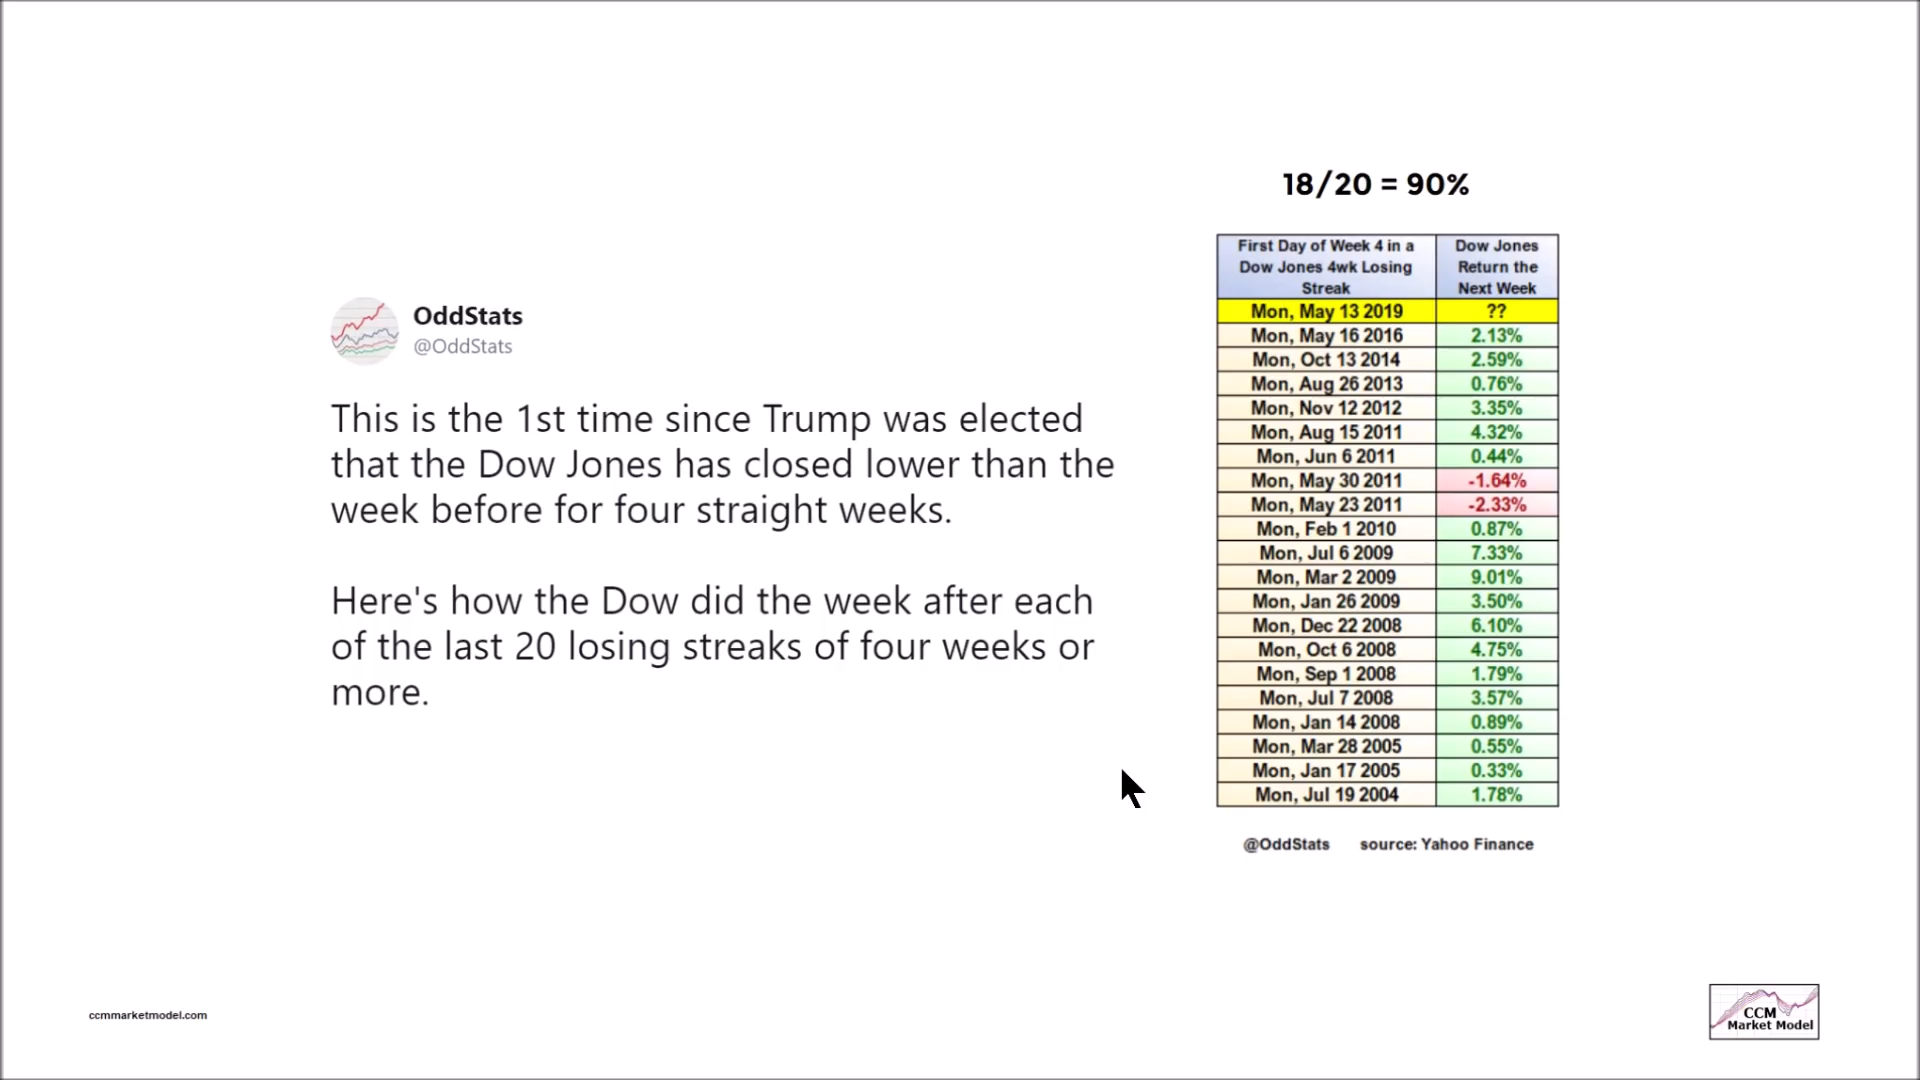 18/20 = 90%
OddStats
@OddStats
This is the 1st time since Trump was elected
that the Dow Jones has closed lower than the
week before for four straight weeks.
Here's how the Dow did the week after each
of the last 20 losing streaks of four weeks or
more.
First Day of Week 4 in a
Dow Jones 4wk Losing
Streak
Dow Jones
Return the
Next Week
Mon, May 13 2019 ??
Mon, May 16 2016 2.13%
Mon, Oct 13 2014 2.59%
Mon, Aug 26 2013 0.76%
Mon, Nov 12 2012 3.35%
Mon, Aug 15 2011 4.32%
Mon, Jun 6 2011 0.44%
Mon, May 30 2011 -1.64%
Mon, May 23 2011 -2.33%
Mon, Feb 1 2010 0.87%
Mon, Jul 6 2009 7.33%
Mon, Mar 2 2009 9.01%
Mon, Jan 26 2009 3.50%
Mon, Dec 22 2008 6.10%
Mon, Oct 6 2008 4.75%
Mon, Sep 1 2008 1.79%
Mon, Jul 7 2008 3.57%
Mon, Jan 14 2008 0.89%
Mon, Mar 28 2005 0.55%
Mon, Jan 17 2005 0.33%
Mon, Jul 19 2004 1.78%
@OddStats source: Yahoo Finance
ccmmarketmodel.com
CCM
Market Model